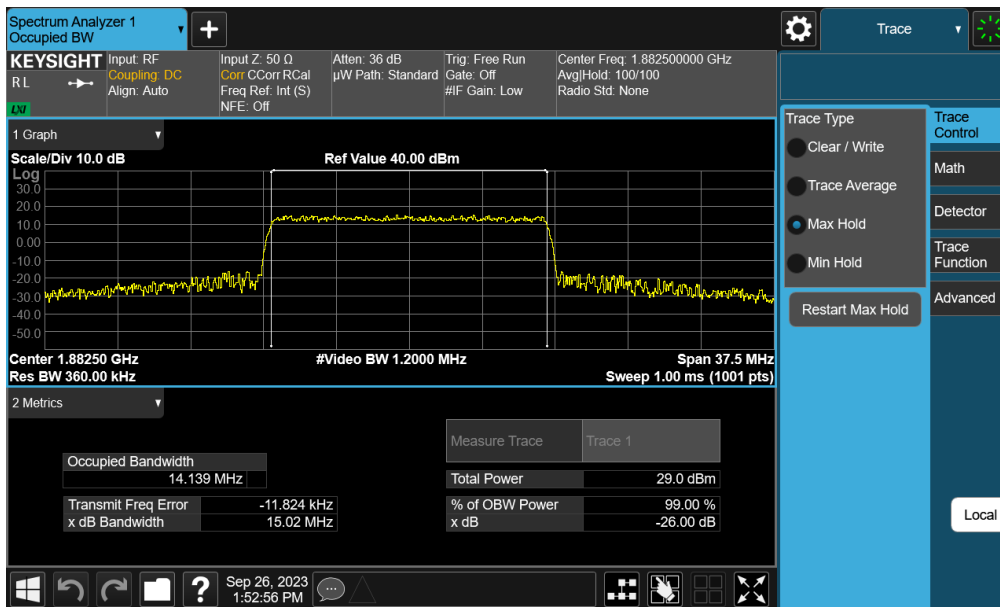 Spectrum Analyzer 1
Occupied BW
+
Trace
KEYSIGHT
R L
LXI
Input: RF
Coupling: DC
Align: Auto
Input Z: 50 Ω
Corr CCorr RCal
Freq Ref: Int (S)
NFE: Off
Atten: 36 dB
µW Path: Standard
Trig: Free Run
Gate: Off
#IF Gain: Low
Center Freq: 1.882500000 GHz
Avg|Hold: 100/100
Radio Std: None
1 Graph
Scale/Div 10.0 dB
Ref Value 40.00 dBm
Log
30.0
20.0
10.0
0.00
-10.0
-20.0
-30.0
-40.0
-50.0
Center 1.88250 GHz
#Video BW 1.2000 MHz
Span 37.5 MHz
Res BW 360.00 kHz
Sweep 1.00 ms (1001 pts)
2 Metrics
Measure Trace
Trace 1
Occupied Bandwidth
14.139 MHz
Total Power
29.0 dBm
Transmit Freq Error
-11.824 kHz
% of OBW Power
99.00 %
x dB Bandwidth
15.02 MHz
x dB
-26.00 dB
Trace Type
Clear / Write
Trace Average
Max Hold
Min Hold
Restart Max Hold
Trace
Control
Math
Detector
Trace
Function
Advanced
Local
?
Sep 26, 2023
1:52:56 PM